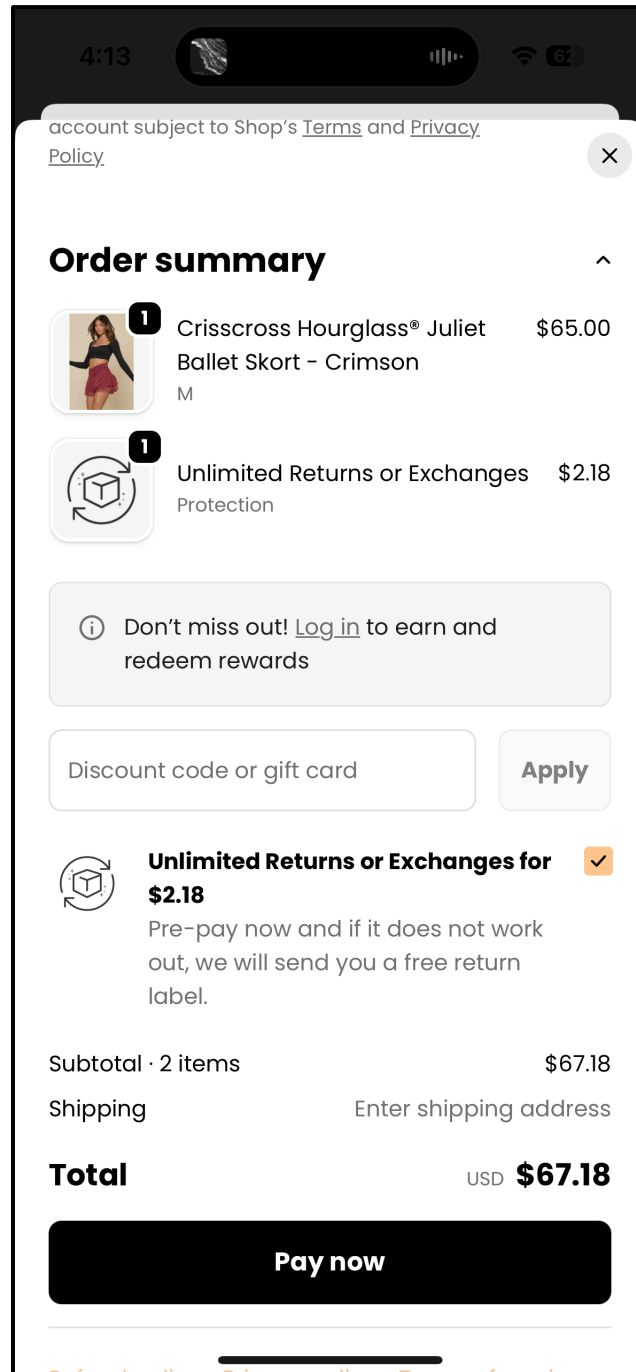 4:13
62
account subject to Shop’s Terms and Privacy
Policy
Order summary
1
Crisscross Hourglass® Juliet
Ballet Skort - Crimson
M
$65.00
1
Unlimited Returns or Exchanges
Protection
$2.18
Don’t miss out! Log in to earn and
redeem rewards
Discount code or gift card
Apply
Unlimited Returns or Exchanges for
$2.18
Pre-pay now and if it does not work
out, we will send you a free return
label.
Subtotal · 2 items
$67.18
Shipping
Enter shipping address
Total
USD $67.18
Pay now